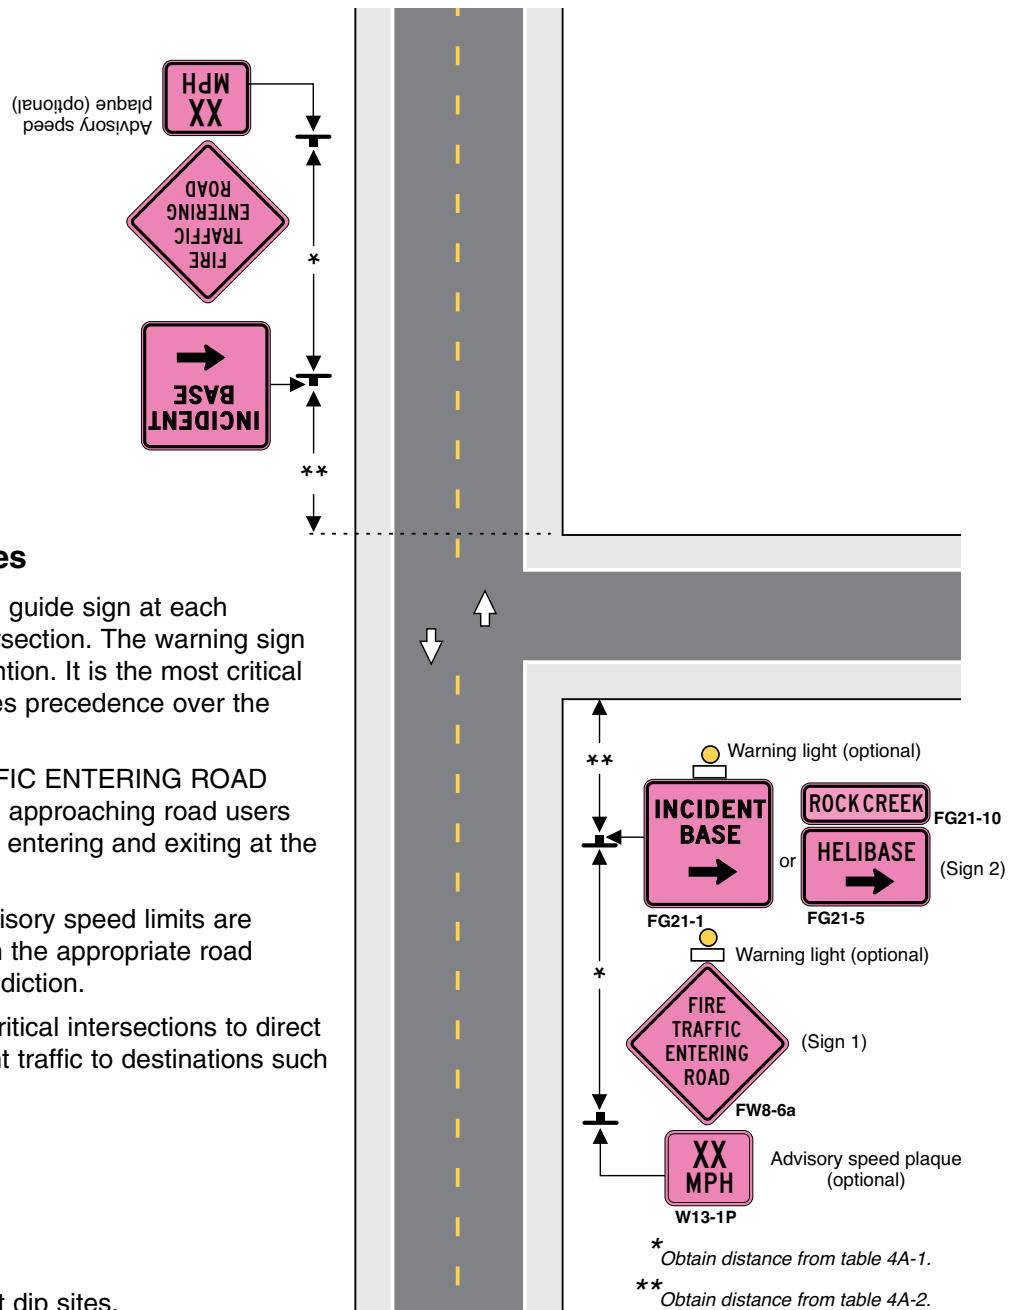 XX
MPH
Advisory speed
plaque (optional)
FIRE
TRAFFIC
ENTERING
ROAD
*
INCIDENT
BASE
**
es
guide sign at each
rsection. The warning sign
ntion. It is the most critical
es precedence over the
FIC ENTERING ROAD
approaching road users
entering and exiting at the
visory speed limits are
n the appropriate road
diction.
ritical intersections to direct
nt traffic to destinations such
t dip sites.
**
Warning light (optional)
INCIDENT
BASE
FG21-1
or
ROCK CREEK
FG21-10
HELIBASE
(Sign 2)
FG21-5
*
Warning light (optional)
FIRE
TRAFFIC
ENTERING
ROAD
(Sign 1)
FW8-6a
XX
MPH
Advisory speed plaque
(optional)
W13-1P
*Obtain distance from table 4A-1.
**Obtain distance from table 4A-2.